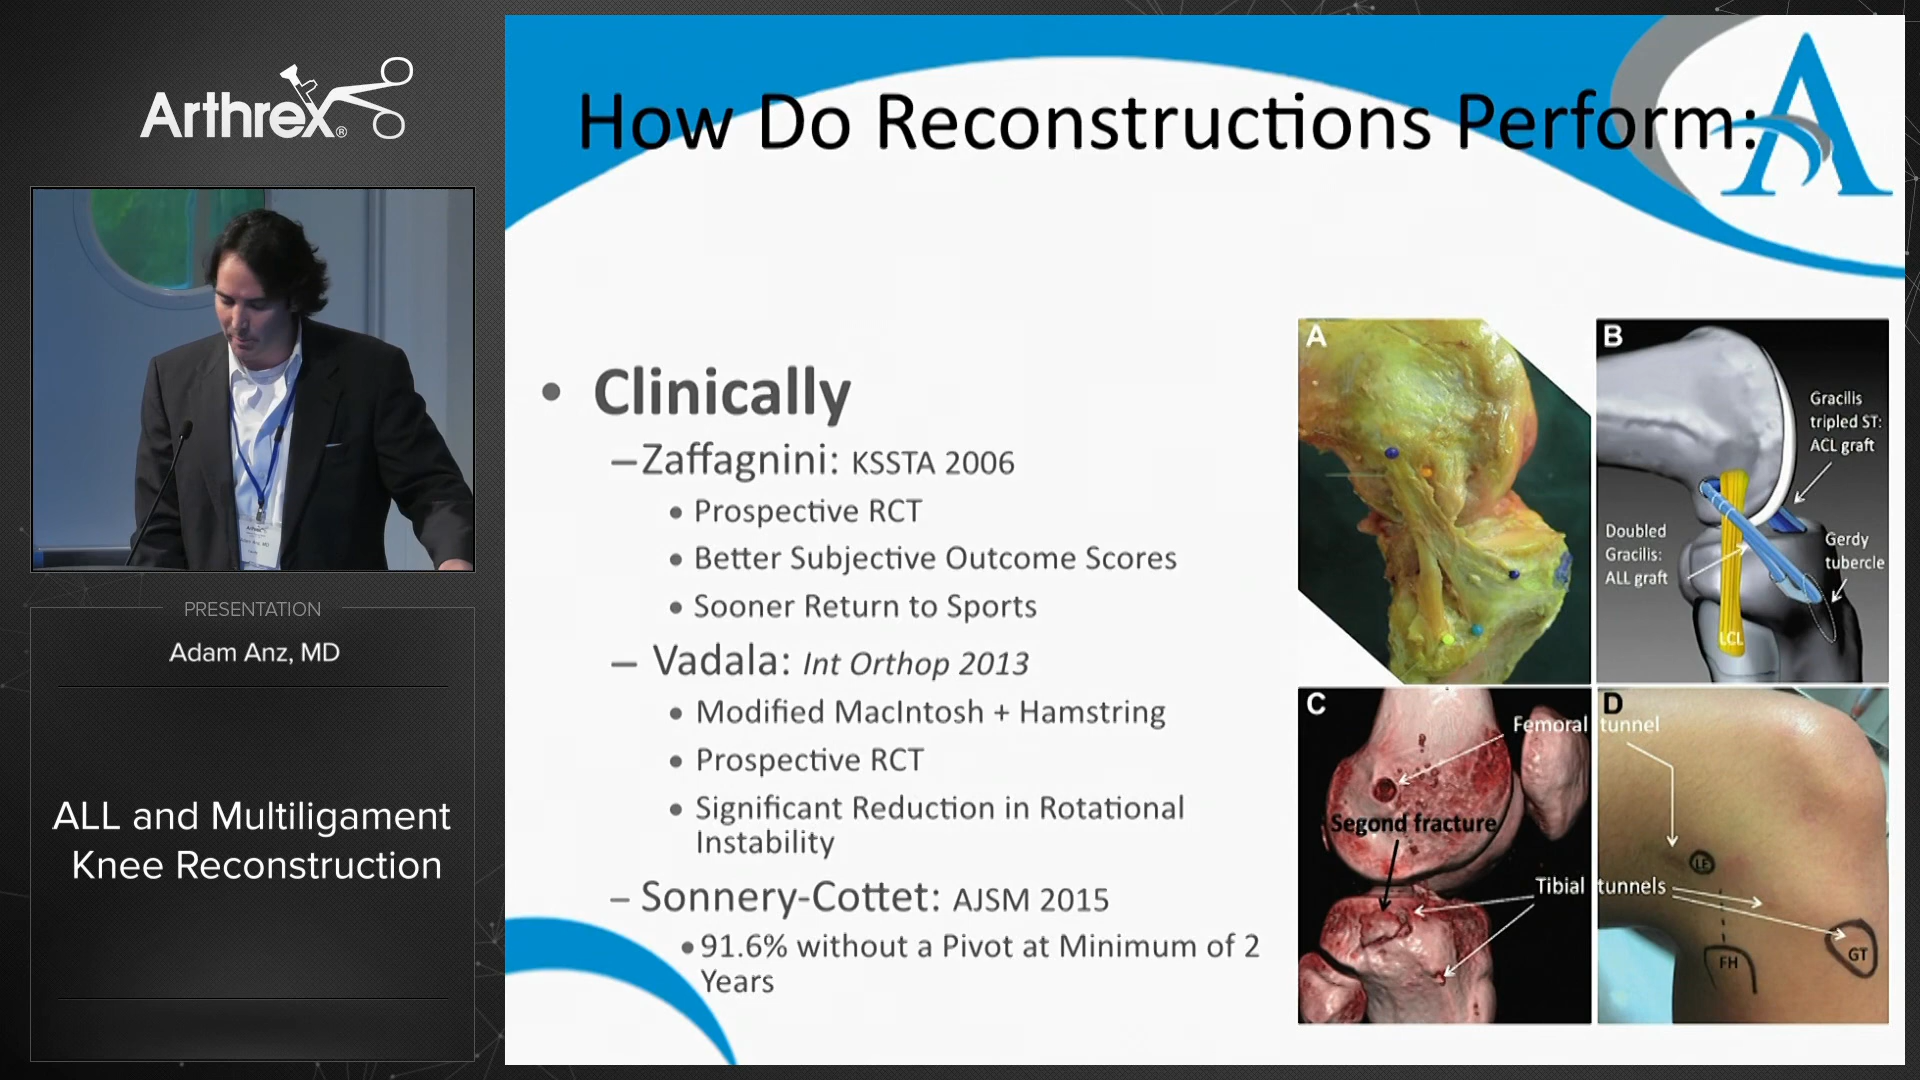 Arthrex®
PRESENTATION
Adam Anz, MD
ALL and Multiligament
Knee Reconstruction
How Do Reconstructions Perform:
• Clinically
–Zaffagnini: KSSTA 2006
• Prospective RCT
• Better Subjective Outcome Scores
• Sooner Return to Sports
– Vadala: Int Orthop 2013
• Modified MacIntosh + Hamstring
• Prospective RCT
• Significant Reduction in Rotational
Instability
– Sonnery-Cottet: AJSM 2015
•91.6% without a Pivot at Minimum of 2
Years
A
B
Gracilis
tripled ST:
ACL graft
Doubled
Gracilis:
ALL graft
Gerdy
tubercle
LCL
C
D
Femoral tunnel
Segond fracture
LE
Tibial tunnels
FH
GT
Arthrex
Adam Anz, MD